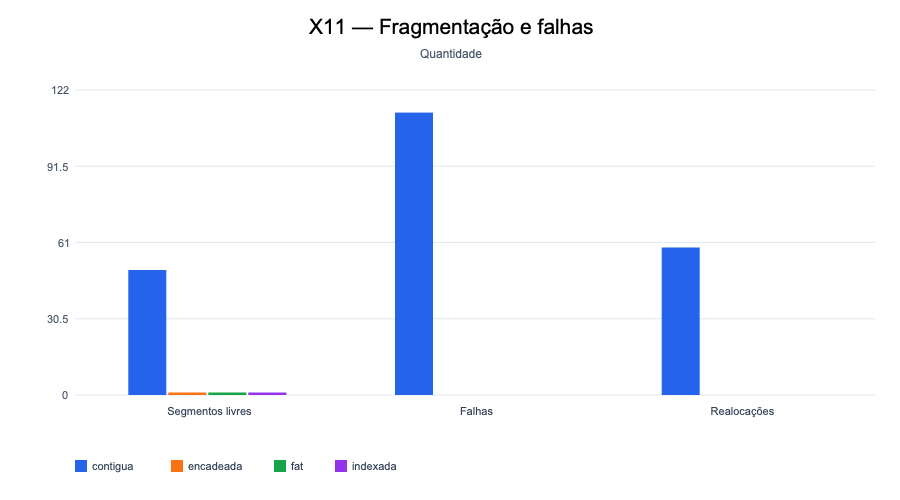 X11 — Fragmentação e falhas
Quantidade
122
91.5
61
30.5
0
Segmentos livres Falhas Realocações
contigua encadeada fat indexada